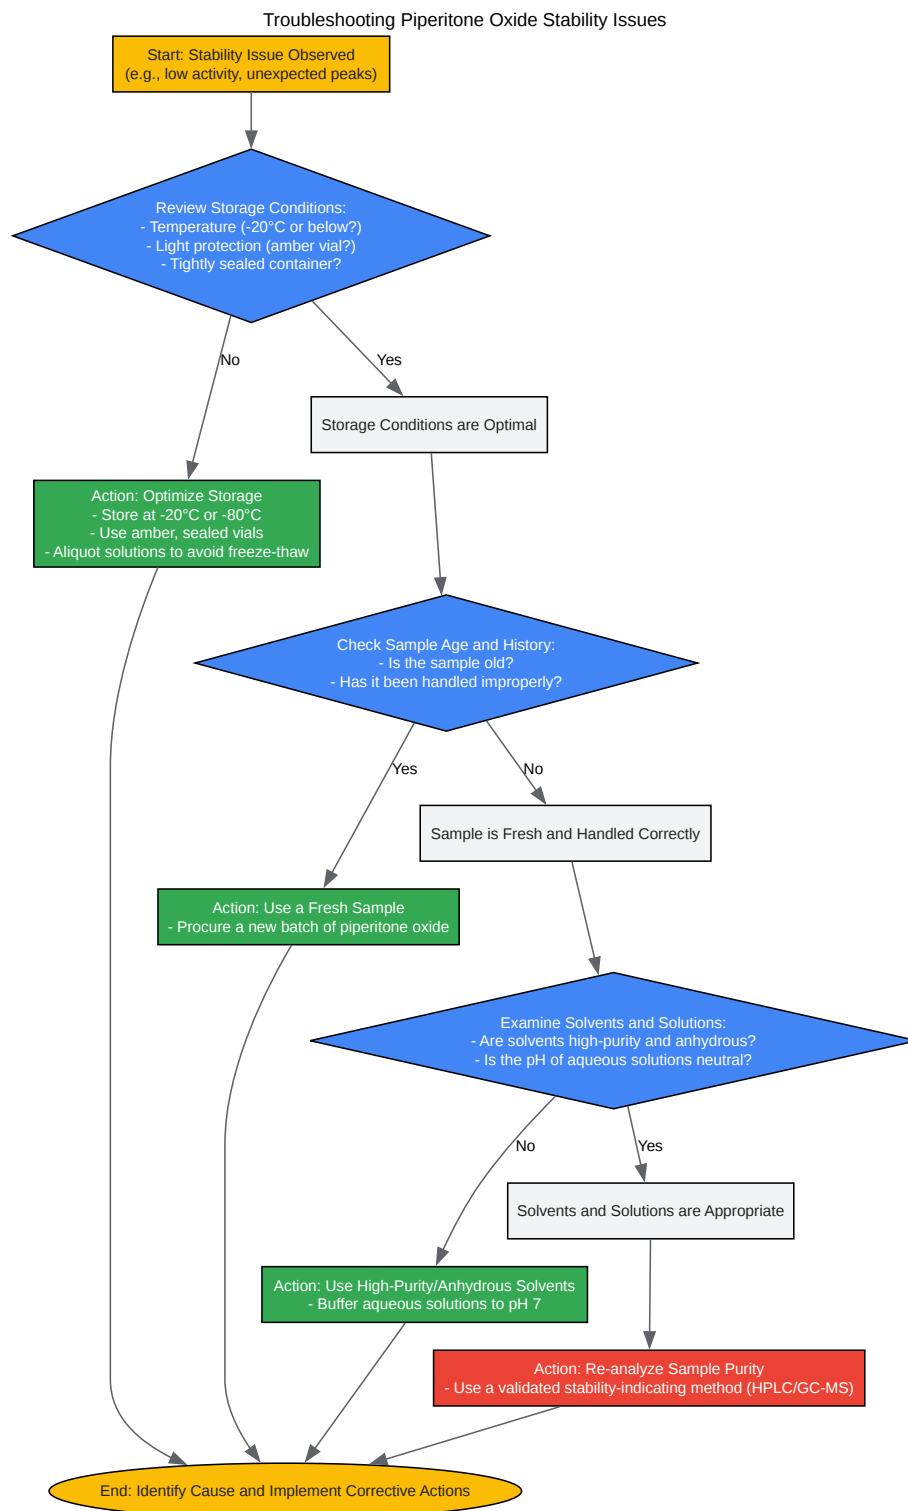 Troubleshooting Piperitone Oxide Stability Issues
Start: Stability Issue Observed
(e.g., low activity, unexpected peaks)
Review Storage Conditions:
- Temperature (-20°C or below?)
- Light protection (amber vial?)
- Tightly sealed container?
No
Yes
Storage Conditions are Optimal
Action: Optimize Storage
- Store at -20°C or -80°C
- Use amber, sealed vials
- Aliquot solutions to avoid freeze-thaw
Check Sample Age and History:
- Is the sample old?
- Has it been handled improperly?
Yes
No
Sample is Fresh and Handled Correctly
Action: Use a Fresh Sample
- Procure a new batch of piperitone oxide
Examine Solvents and Solutions:
- Are solvents high-purity and anhydrous?
- Is the pH of aqueous solutions neutral?
No
Yes
Solvents and Solutions are Appropriate
Action: Use High-Purity/Anhydrous Solvents
- Buffer aqueous solutions to pH 7
Action: Re-analyze Sample Purity
- Use a validated stability-indicating method (HPLC/GC-MS)
End: Identify Cause and Implement Corrective Actions